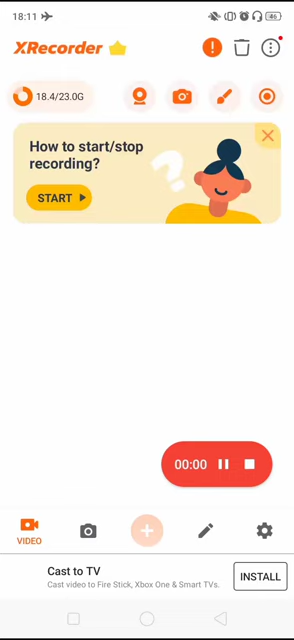 18:11
46
XRecorder
18.4/23.0G
How to start/stop
recording?
START
00:00
VIDEO
Cast to TV
Cast video to Fire Stick, Xbox One & Smart TVs.
INSTALL